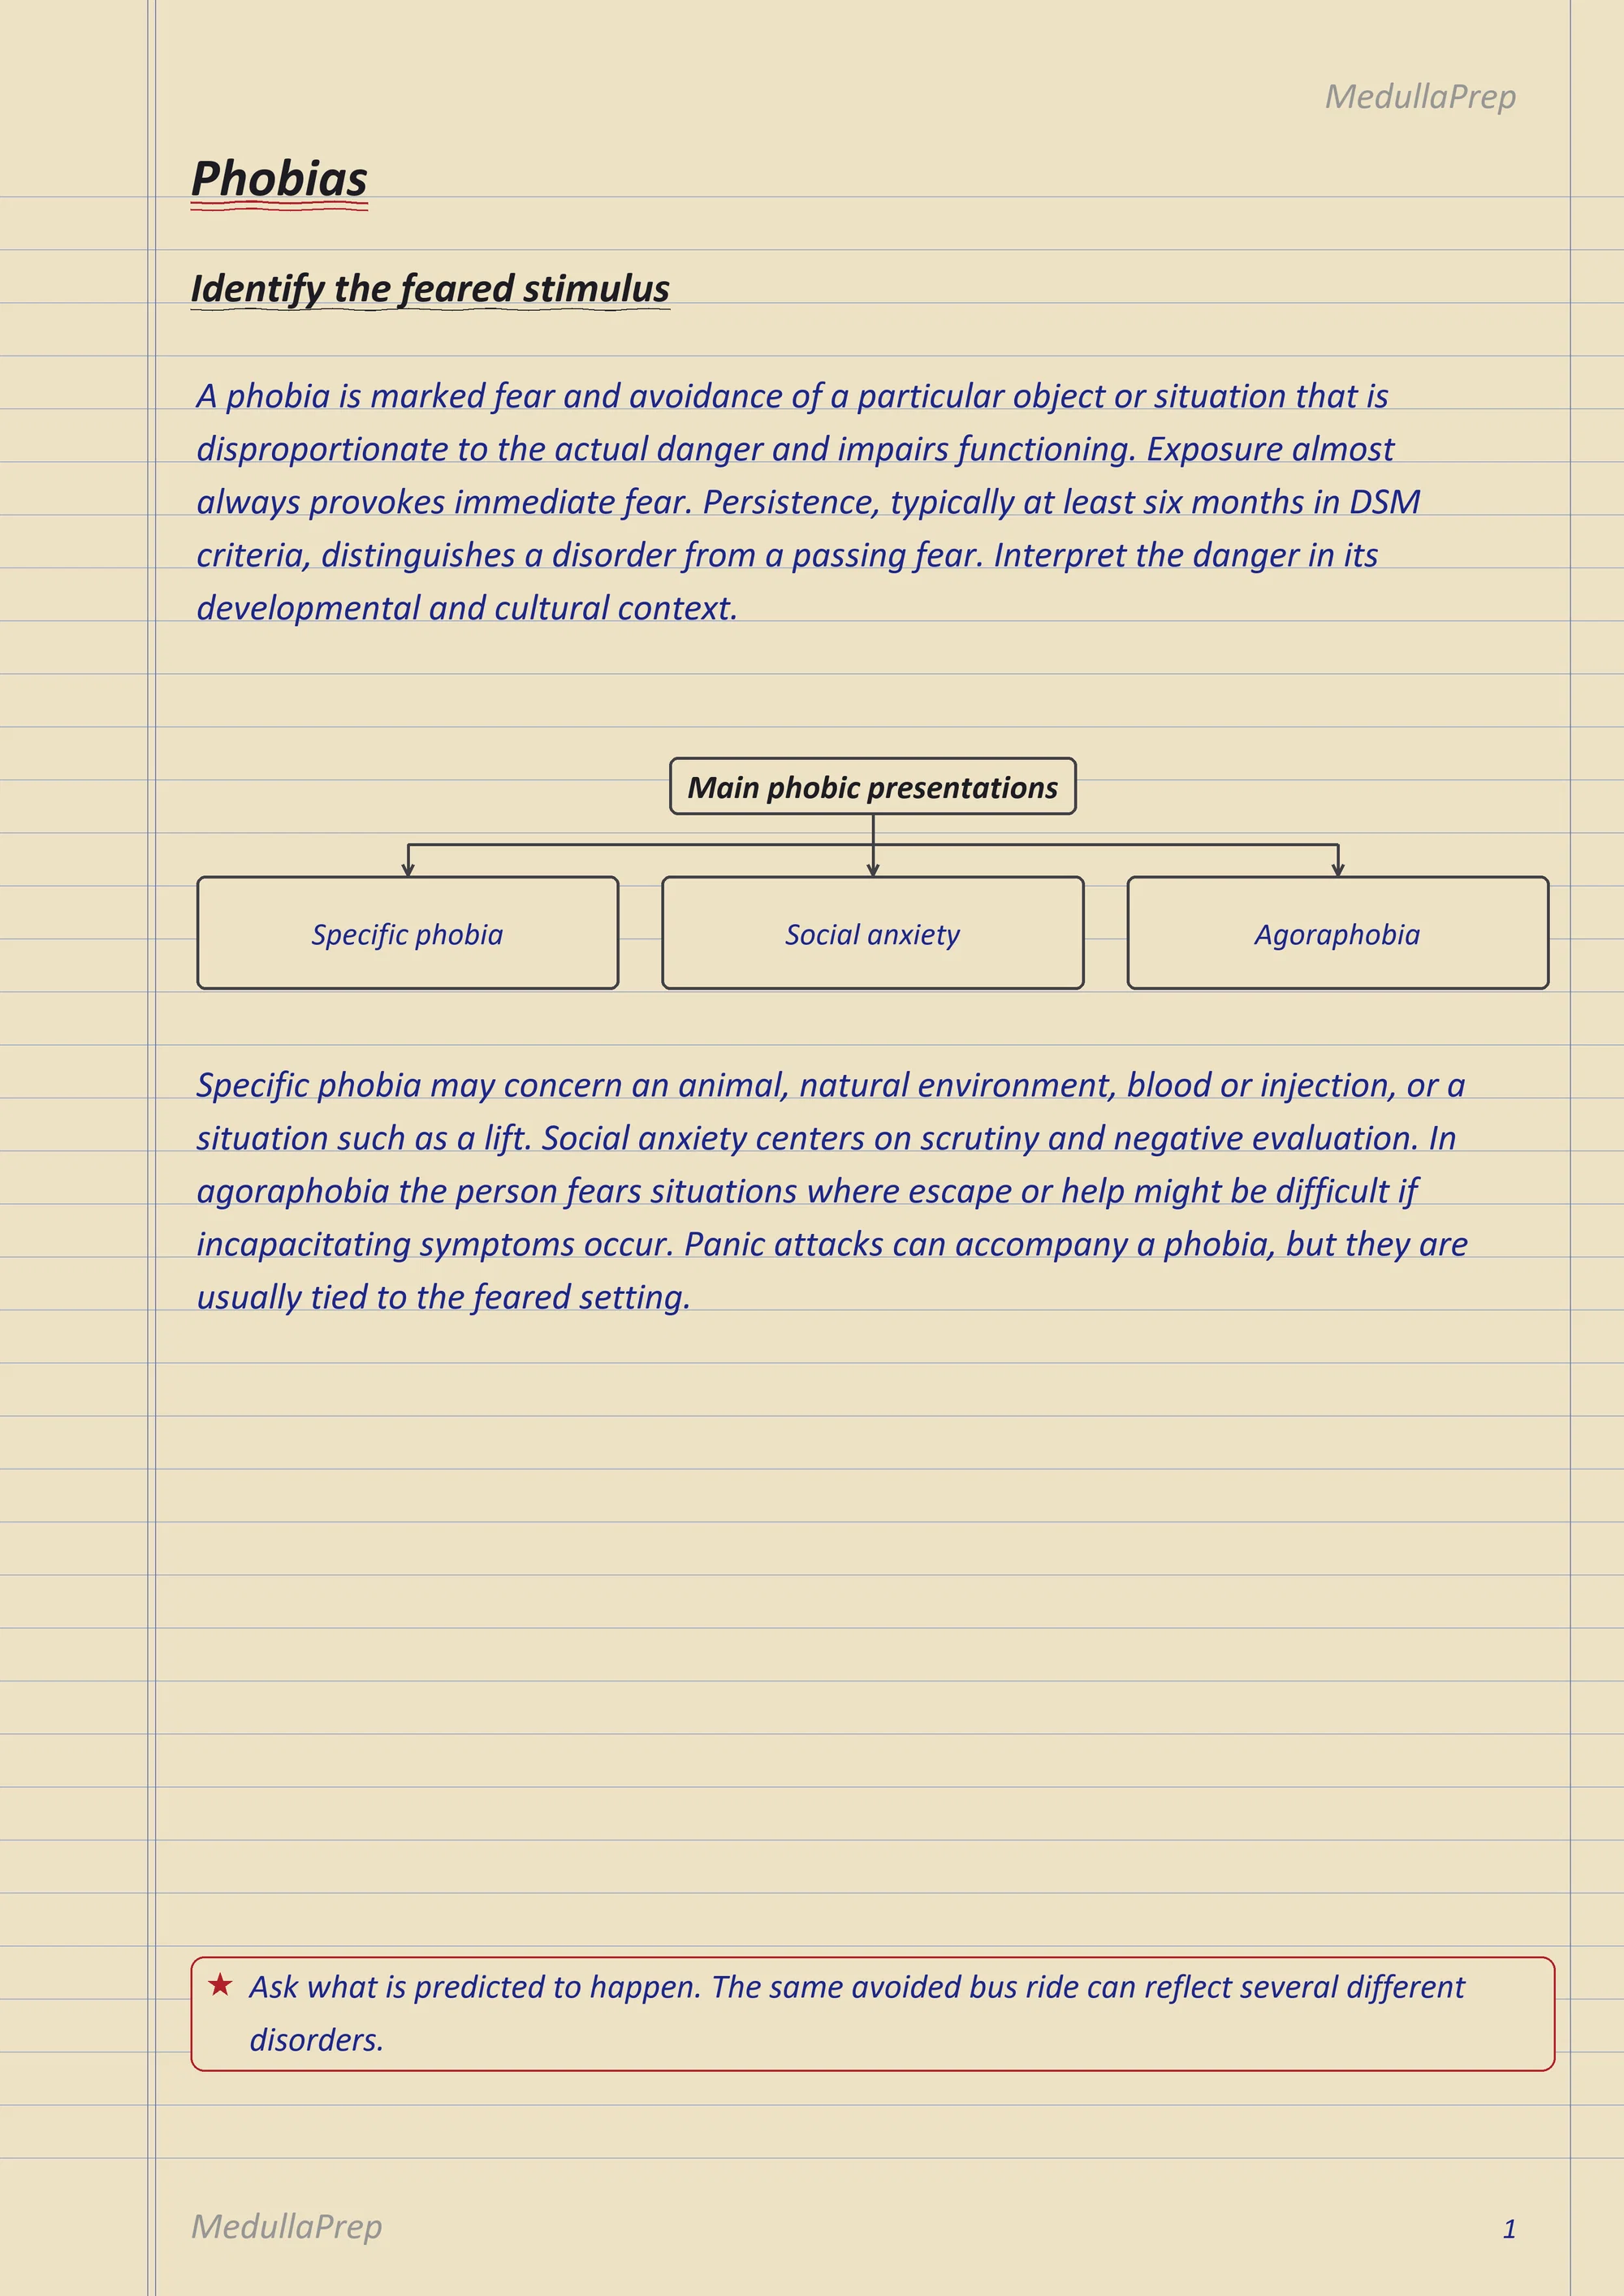 MedullaPrep
Phobias
Identify the feared stimulus
A phobia is marked fear and avoidance of a particular object or situation that is
disproportionate to the actual danger and impairs functioning. Exposure almost
always provokes immediate fear. Persistence, typically at least six months in DSM
criteria, distinguishes a disorder from a passing fear. Interpret the danger in its
developmental and cultural context.
Main phobic presentations
Specific phobia
Social anxiety
Agoraphobia
Specific phobia may concern an animal, natural environment, blood or injection, or a
situation such as a lift. Social anxiety centers on scrutiny and negative evaluation. In
agoraphobia the person fears situations where escape or help might be difficult if
incapacitating symptoms occur. Panic attacks can accompany a phobia, but they are
usually tied to the feared setting.
★ Ask what is predicted to happen. The same avoided bus ride can reflect several different
disorders.
MedullaPrep
1